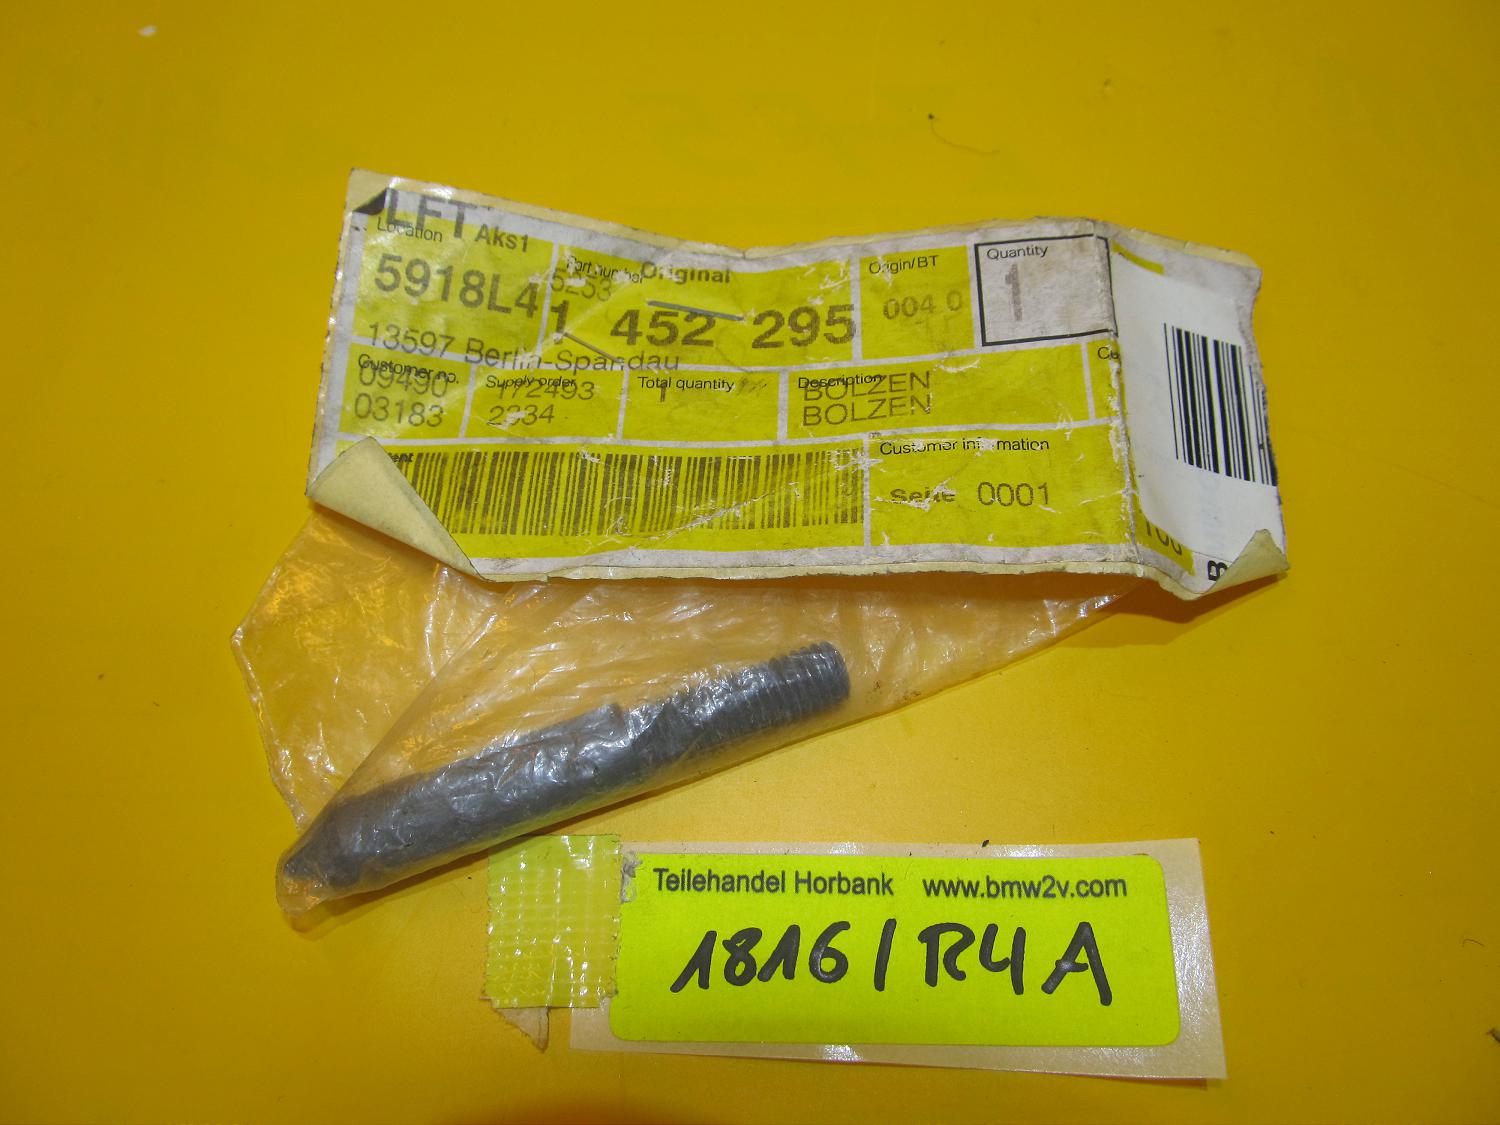 LFT Aks1
Location
5918L4
Part number Original
5253
1 452 295
Origin/BT
004 0
Quantity
1
13597 Berlin-Spandau
Customer no.
09490
03183
Supply order
172493
2334
Total quantity
1
Description
BOLZEN
BOLZEN
Customer information
Seite 0001
B
Teilehandel Horbank www.bmw2v.com
1816/R4A